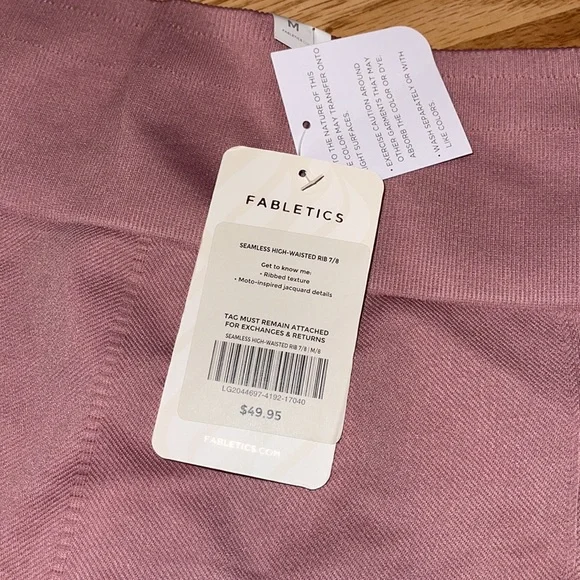 M
FABLETICS
TO THE NATURE OF THIS
COLOR MAY TRANSFER ONTO
COLOR SURFACES.
CAUTION AROUND
• EXERCISE GARMENTS THAT MAY
OTHER COLOR OR DYE.
ABSORB THE
• WASH SEPARATELY OR WITH
LIKE COLORS
FABLETICS
SEAMLESS HIGH-WAISTED RIB 7/8
Get to know me:
• Ribbed texture
• Moto-inspired jacquard details
TAG MUST REMAIN ATTACHED
FOR EXCHANGES & RETURNS
SEAMLESS HIGH-WAISTED RIB 7/8 | M/8
LG2044697-4192-17040
$49.95
FABLETICS.COM